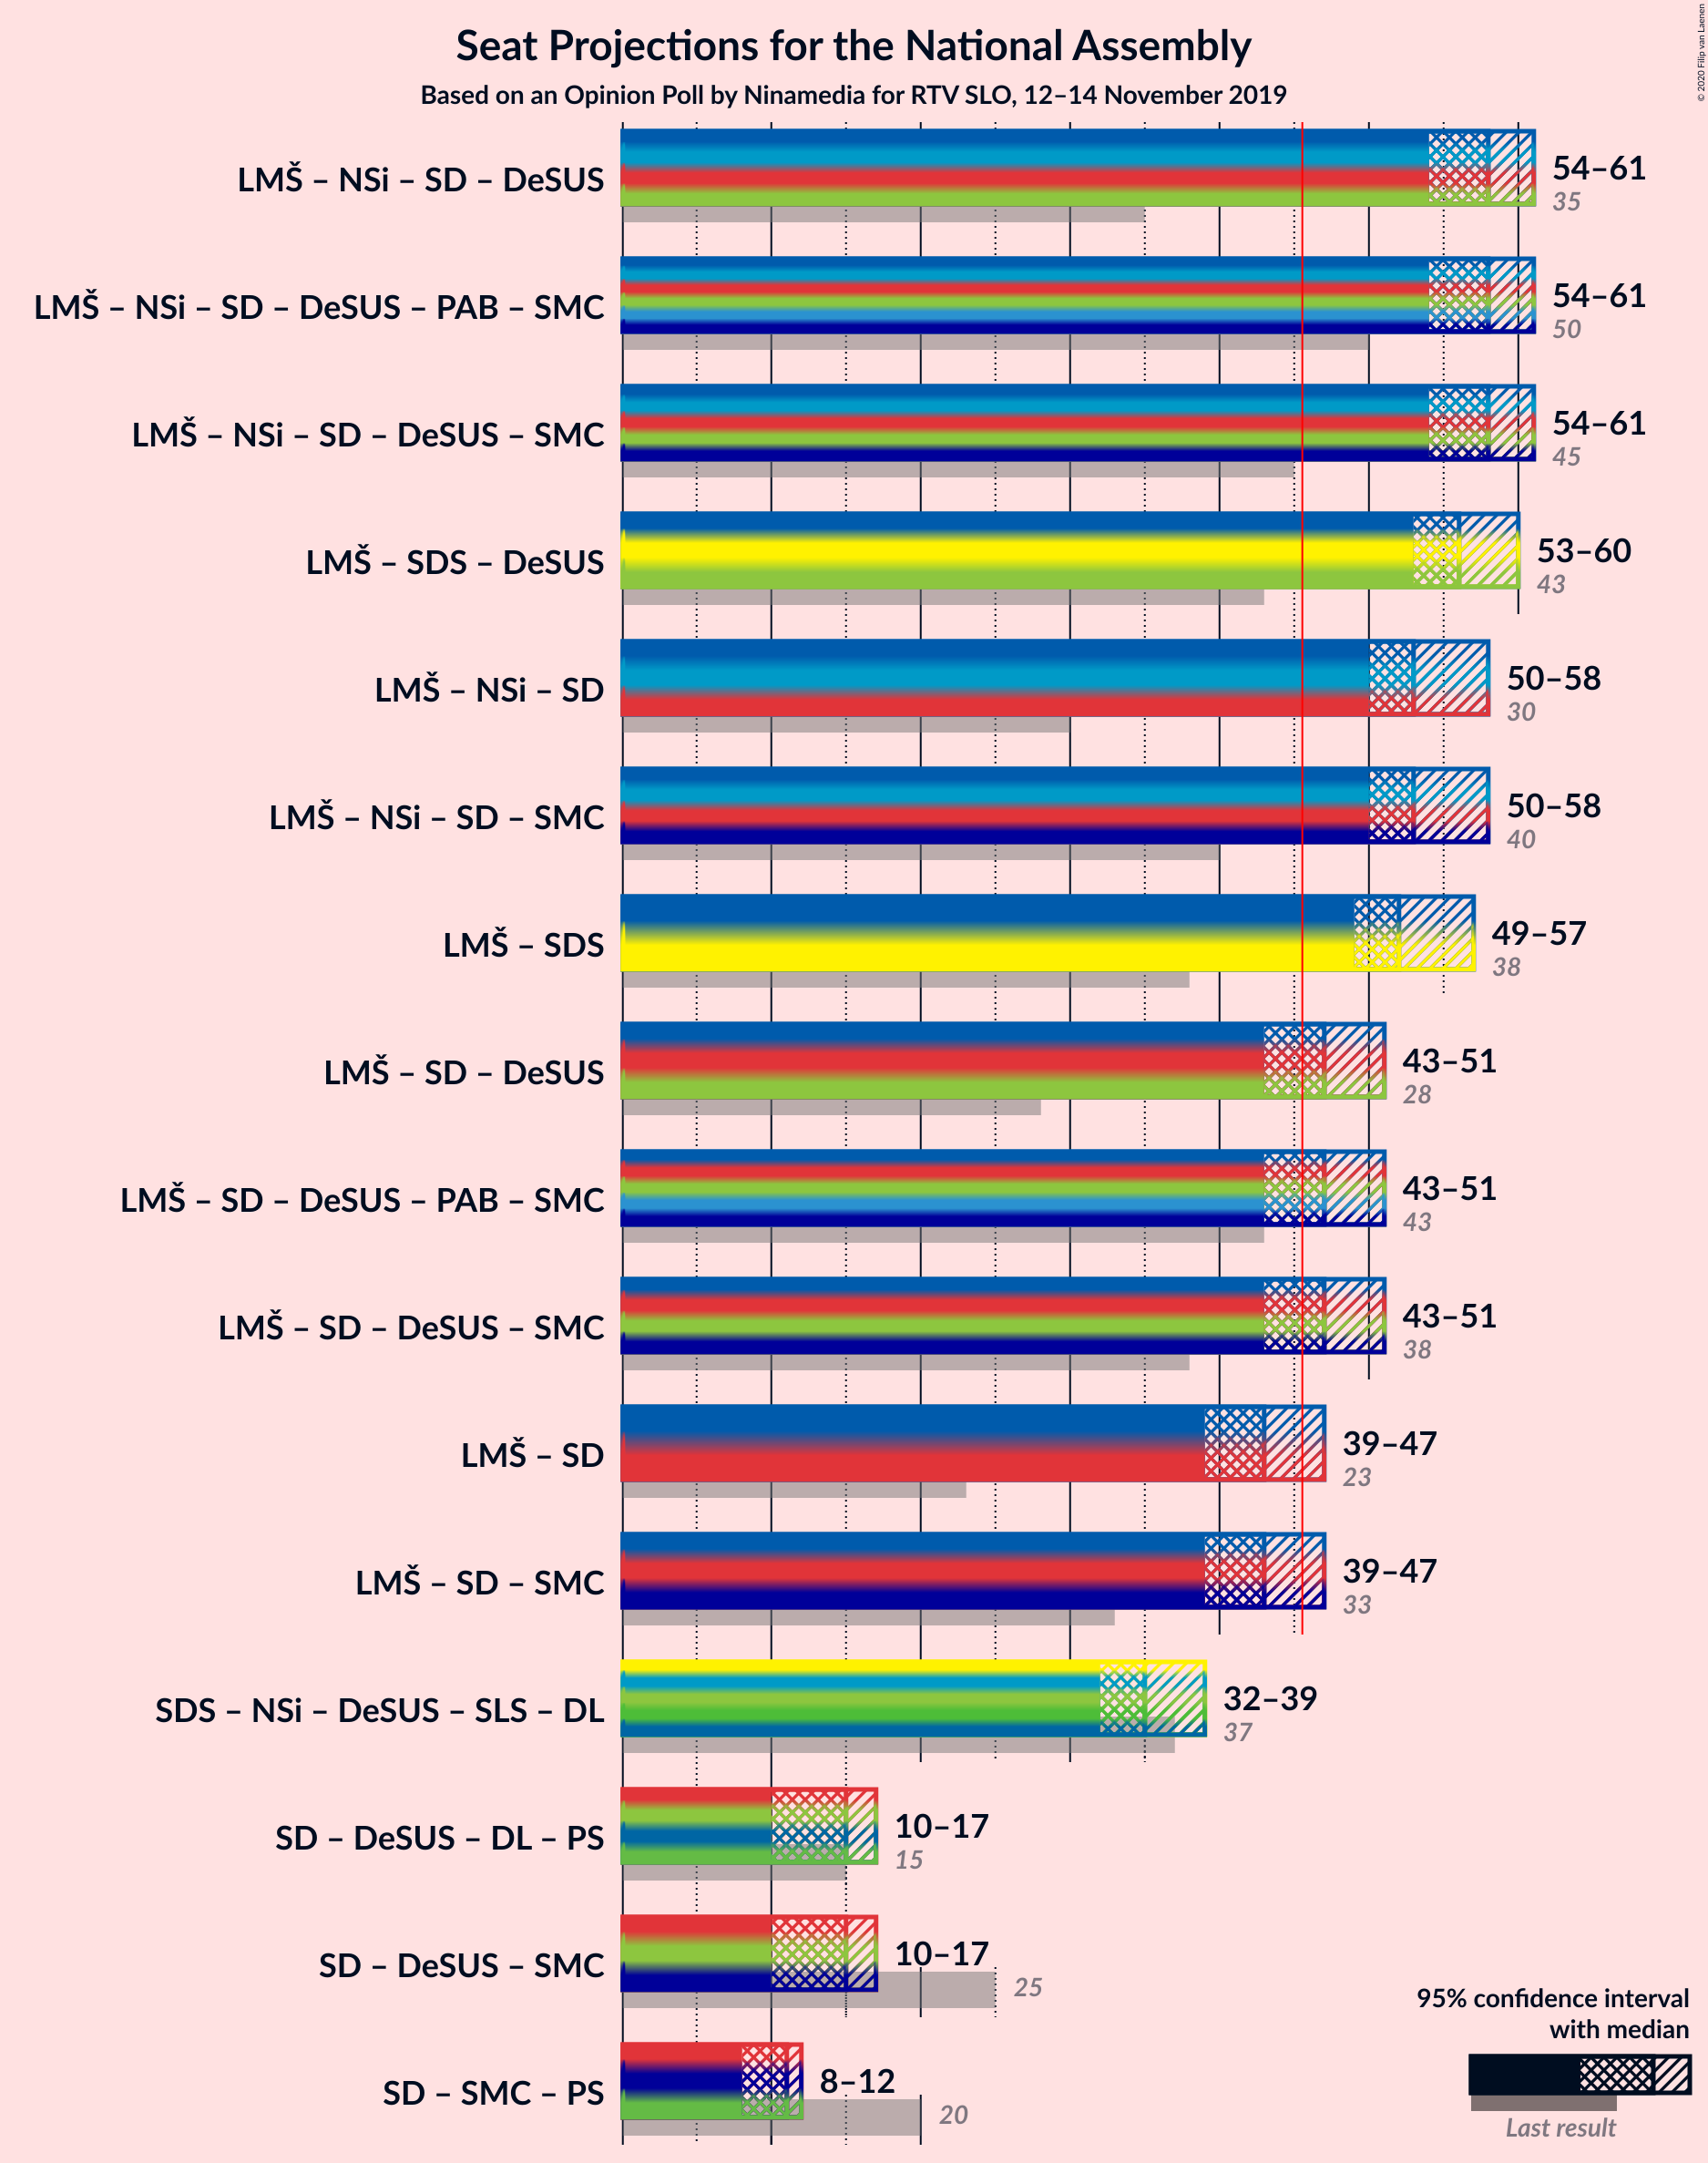 Seat Projections for the National Assembly
Based on an Opinion Poll by Ninamedia for RTV SLO, 12–14 November 2019
© 2020 Filip van Laenen
LMŠ – NSi – SD – DeSUS
54–61
35
LMŠ – NSi – SD – DeSUS – PAB – SMC
54–61
50
LMŠ – NSi – SD – DeSUS – SMC
54–61
45
LMŠ – SDS – DeSUS
53–60
43
LMŠ – NSi – SD
50–58
30
LMŠ – NSi – SD – SMC
50–58
40
LMŠ – SDS
49–57
38
LMŠ – SD – DeSUS
43–51
28
LMŠ – SD – DeSUS – PAB – SMC
43–51
43
LMŠ – SD – DeSUS – SMC
43–51
38
LMŠ – SD
39–47
23
LMŠ – SD – SMC
39–47
33
SDS – NSi – DeSUS – SLS – DL
32–39
37
SD – DeSUS – DL – PS
10–17
15
SD – DeSUS – SMC
10–17
25
SD – SMC – PS
8–12
20
95% confidence interval
with median
Last result